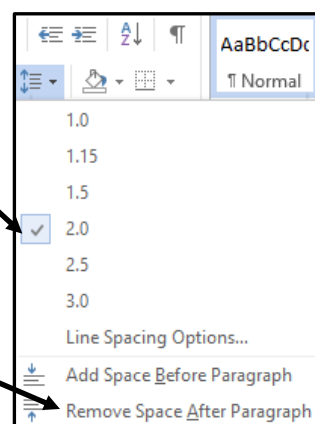 A
Z
¶
AaBbCcDc
¶ Normal
1.0
1.15
1.5
2.0
2.5
3.0
Line Spacing Options...
Add Space Before Paragraph
Remove Space After Paragraph